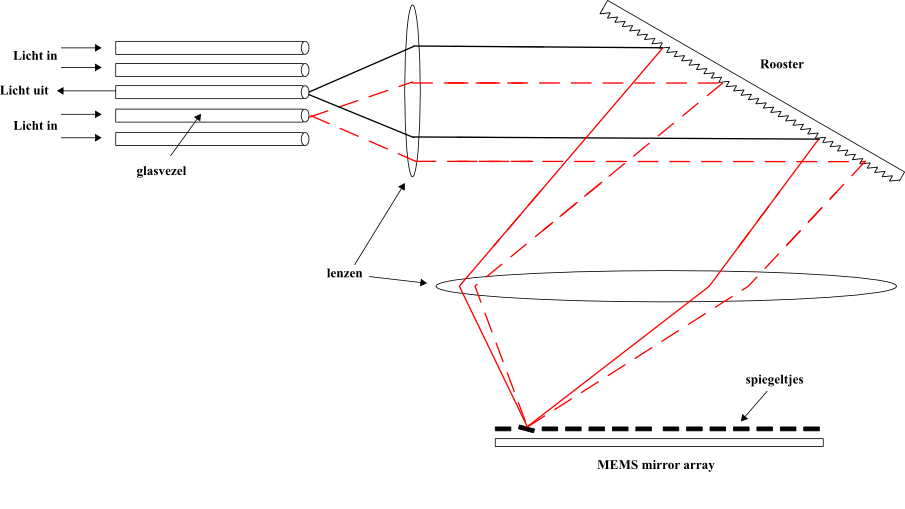 Licht in
Licht uit
Licht in
glasvezel
Rooster
lenzen
spiegeltjes
MEMS mirror array